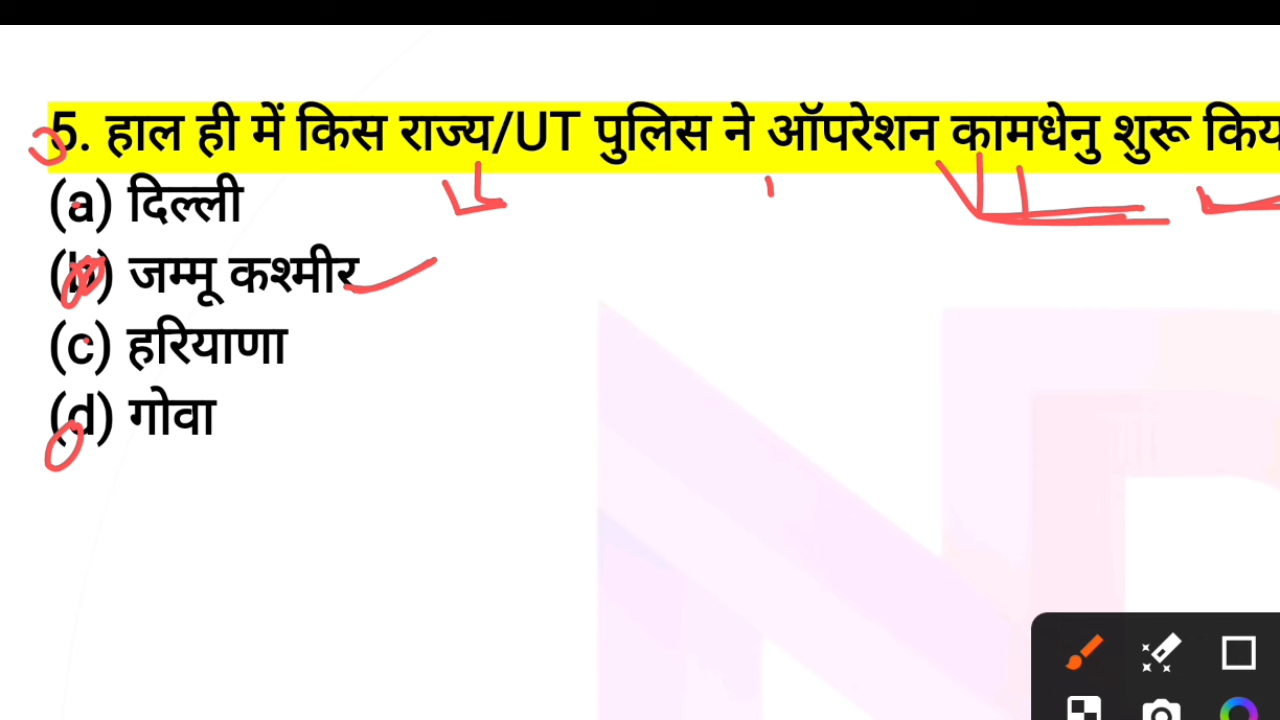 5. हाल ही में किस राज्य/UT पुलिस ने ऑपरेशन कामधेनु शुरू किय
(a) दिल्ली
(b) जम्मू कश्मीर
(c) हरियाणा
(d) गोवा